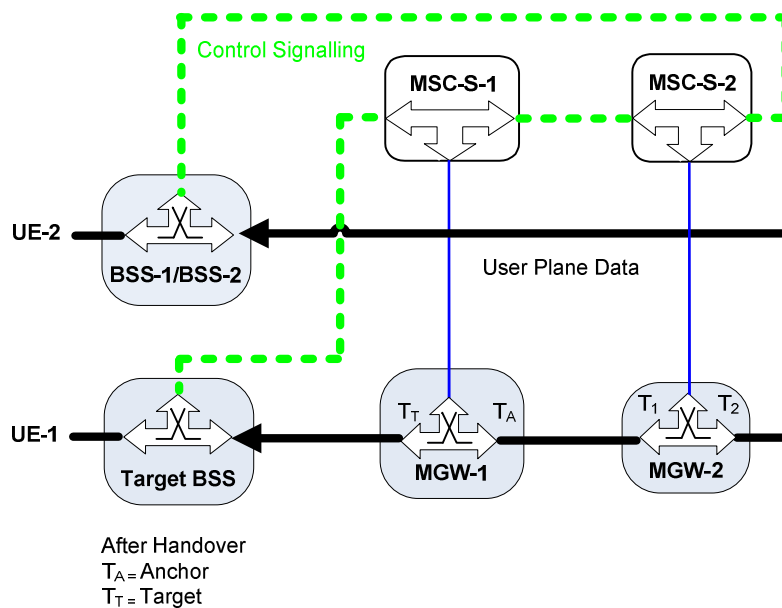 Control Signalling
MSC-S-1
MSC-S-2
UE-2
BSS-1/BSS-2
User Plane Data
UE-1
Target BSS
TT
TA
MGW-1
T1
T2
MGW-2
After Handover
TA = Anchor
TT = Target